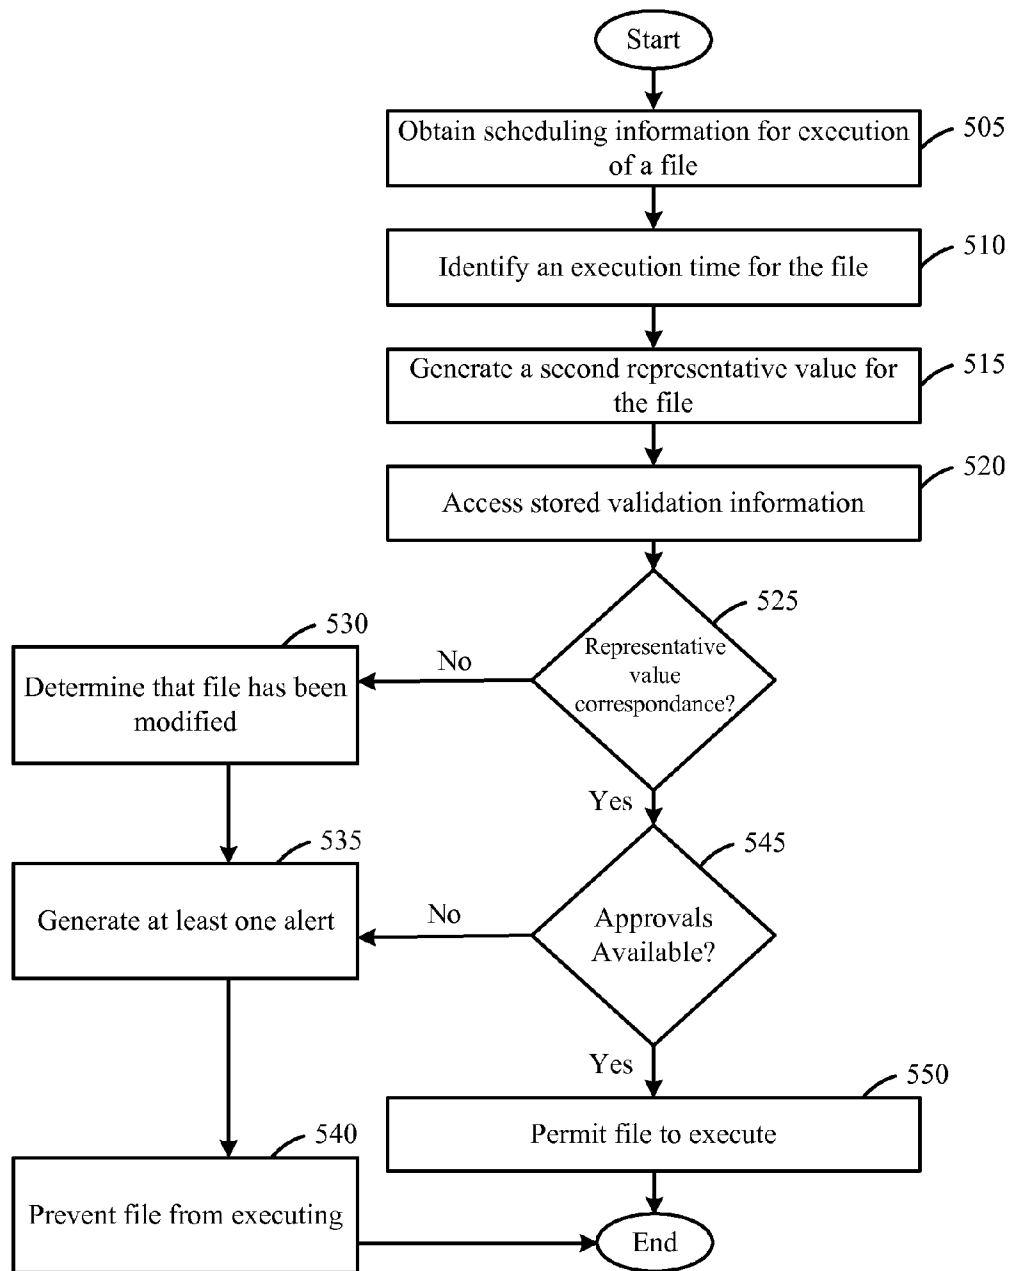 Start
Obtain scheduling information for execution
of a file
505
Identify an execution time for the file
510
Generate a second representative value for
the file
515
Access stored validation information
520
Representative
value
correspondance?
525
No
530
Determine that file has been
modified
Yes
535
Generate at least one alert
No
Approvals
Available?
545
Yes
550
Permit file to execute
540
Prevent file from executing
End